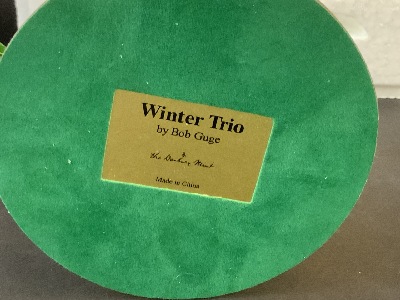 Winter Trio
by Bob Guge
&
the Danbury Mint
Made in China